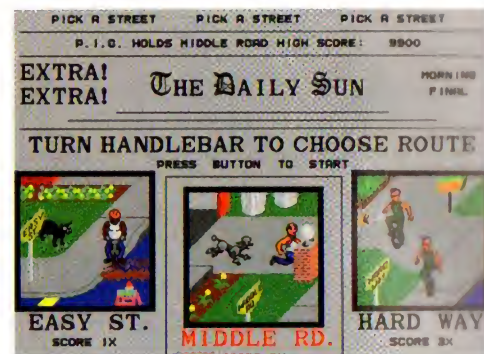 PICK A STREET PICK A STREET PICK A STREET
P.I.C. HOLDS MIDDLE ROAD HIGH SCORE: 9900
EXTRA!
EXTRA!
THE DAILY SUN
MORNING
FINAL
TURN HANDLEBAR TO CHOOSE ROUTE
PRESS BUTTON TO START
EASY ST.
SCORE 1X
MIDDLE RD.
HARD WAY
SCORE 3X